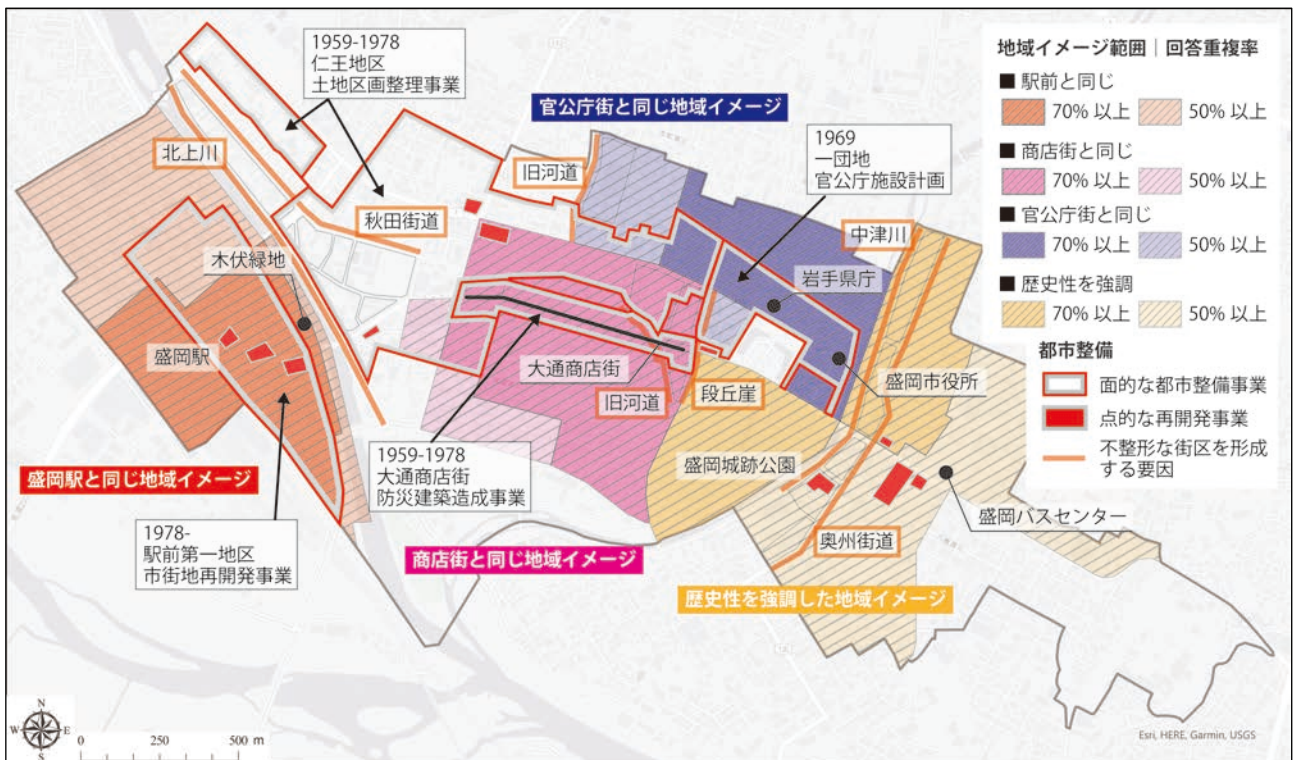 1959-1978
仁王地区
土地区画整理事業
官公庁街と同じ地域イメージ
1969
一団地
官公庁施設計画
北上川
旧河道
秋田街道
中津川
木伏緑地
岩手県庁
盛岡駅
大通商店街
旧河道
段丘崖
盛岡市役所
1959-1978
大通商店街
防災建築造成事業
盛岡城跡公園
盛岡駅と同じ地域イメージ
盛岡バスセンター
1978-
駅前第一地区
市街地再開発事業
商店街と同じ地域イメージ
奥州街道
歴史性を強調した地域イメージ
地域イメージ範囲|回答重複率
■ 駅前と同じ
70% 以上 50% 以上
■ 商店街と同じ
70% 以上 50% 以上
■ 官公庁街と同じ
70% 以上 50% 以上
■ 歴史性を強調
70% 以上 50% 以上
都市整備
面的な都市整備事業
点的な再開発事業
不整形な街区を形成
する要因
N
W E
S
0 250 500 m
Esri, HERE, Garmin, USGS